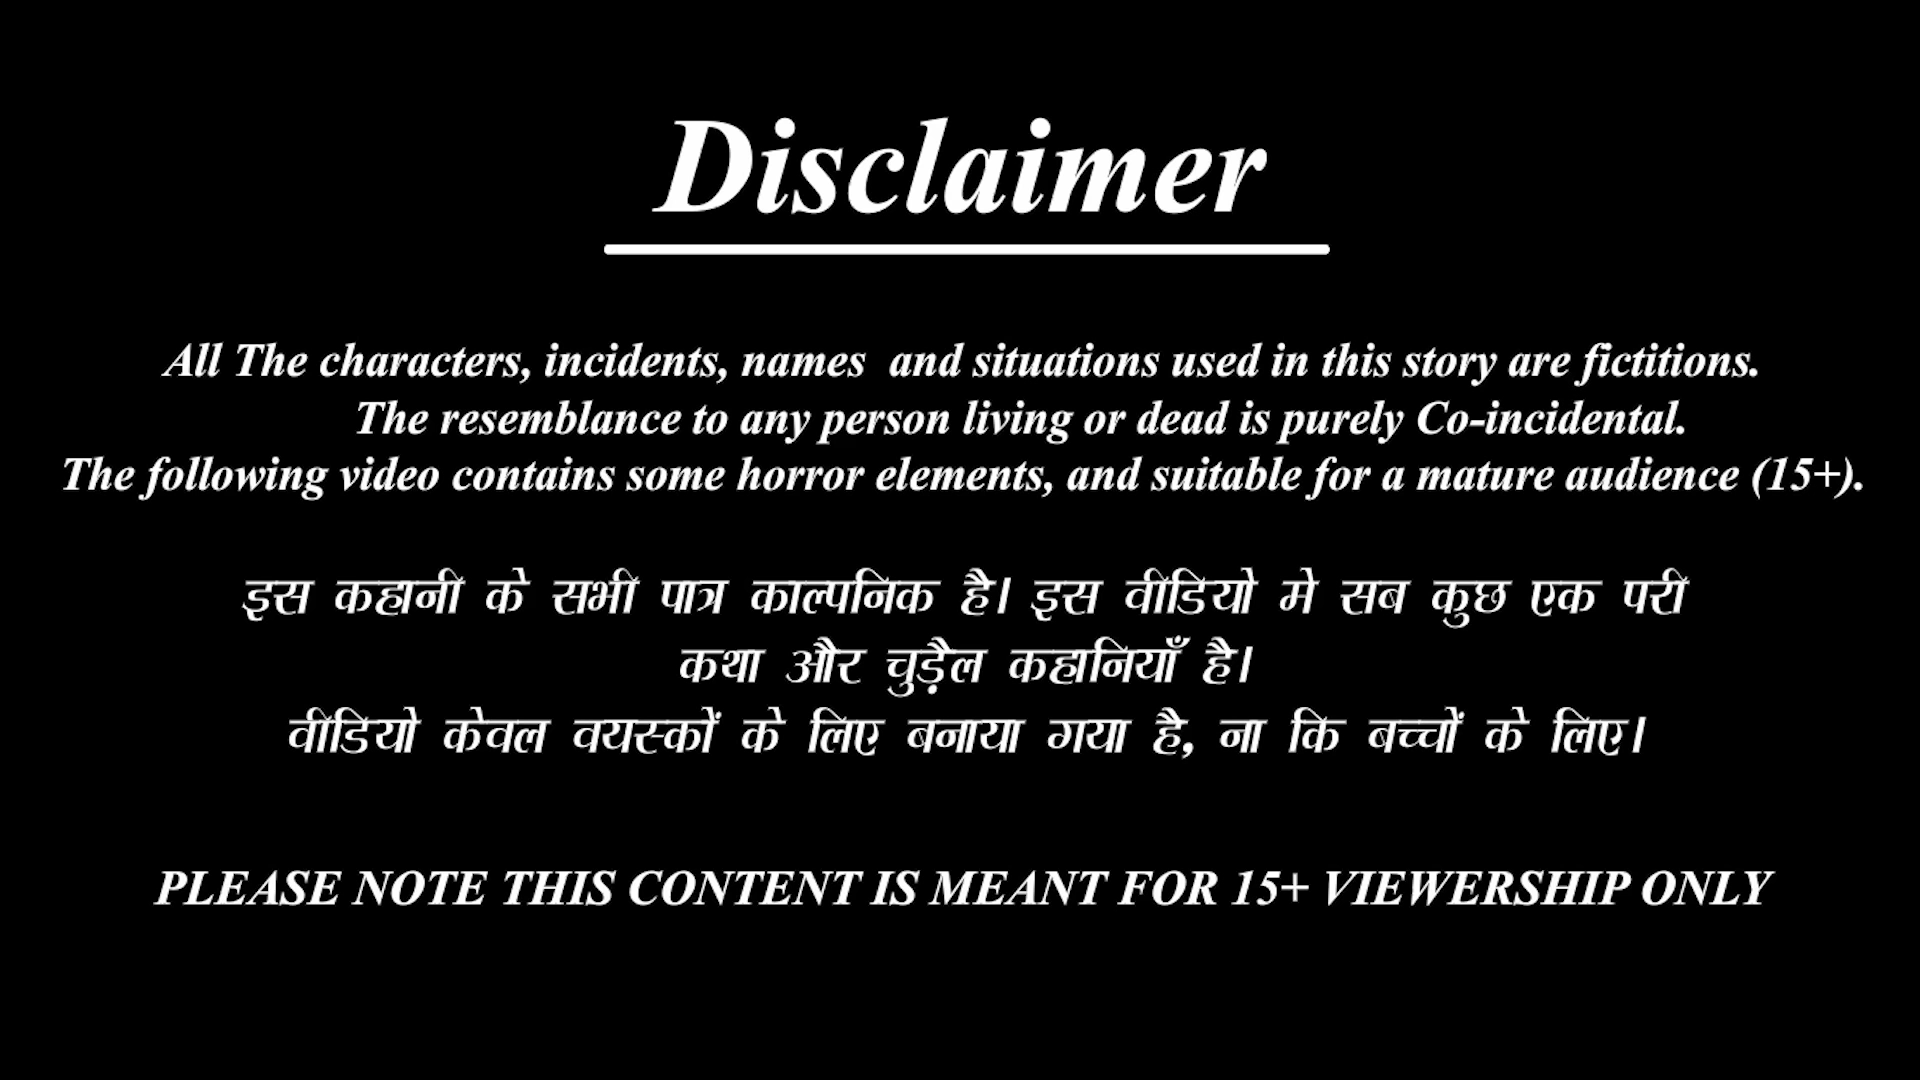 Disclaimer
All The characters, incidents, names and situations used in this story are fictitions.
The resemblance to any person living or dead is purely Co-incidental.
The following video contains some horror elements, and suitable for a mature audience (15+).
इस कहानी के सभी पात्र काल्पनिक है। इस वीडियो मे सब कुछ एक परी
कथा और चुड़ैल कहानियाँ है।
वीडियो केवल वयस्कों के लिए बनाया गया है, ना कि बच्चों के लिए।
PLEASE NOTE THIS CONTENT IS MEANT FOR 15+ VIEWERSHIP ONLY